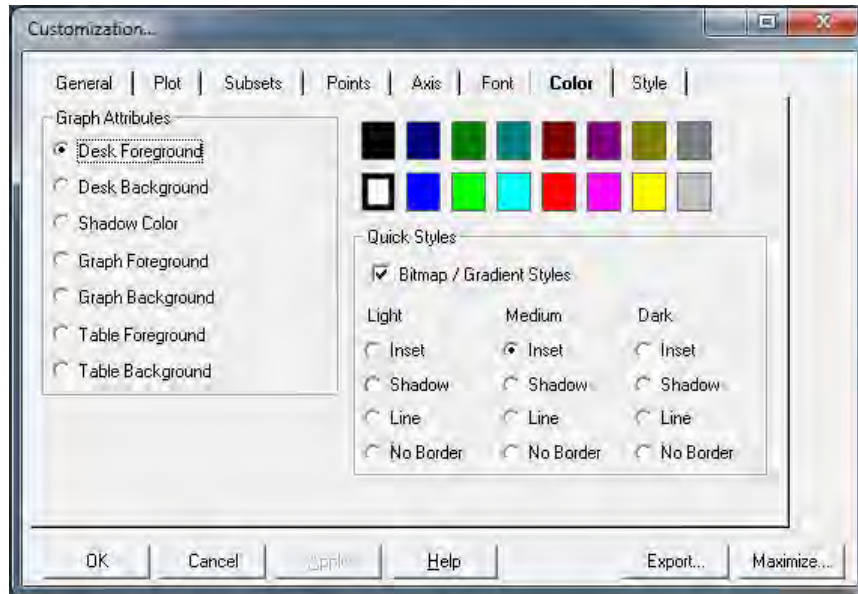 Customization...
General | Plot | Subsets | Points | Axis | Font | Color | Style |
Graph Attributes
Desk Foreground
Desk Background
Shadow Color
Graph Foreground
Graph Background
Table Foreground
Table Background
Quick Styles
Bitmap / Gradient Styles
Light Medium Dark
Inset Inset Inset
Shadow Shadow Shadow
Line Line Line
No Border No Border No Border
OK Cancel Apply Help Export... Maximize...